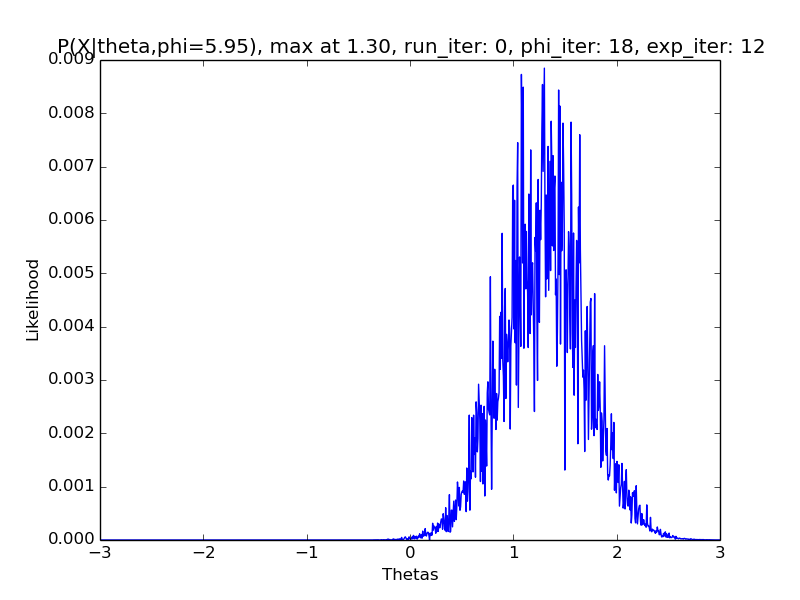 P(X|theta,phi=5.95), max at 1.30, run_iter: 0, phi_iter: 18, exp_iter: 12
0.009
0.008
0.007
0.006
0.005
0.004
0.003
0.002
0.001
0.000
Likelihood
−3 −2 −1 0 1 2 3
Thetas